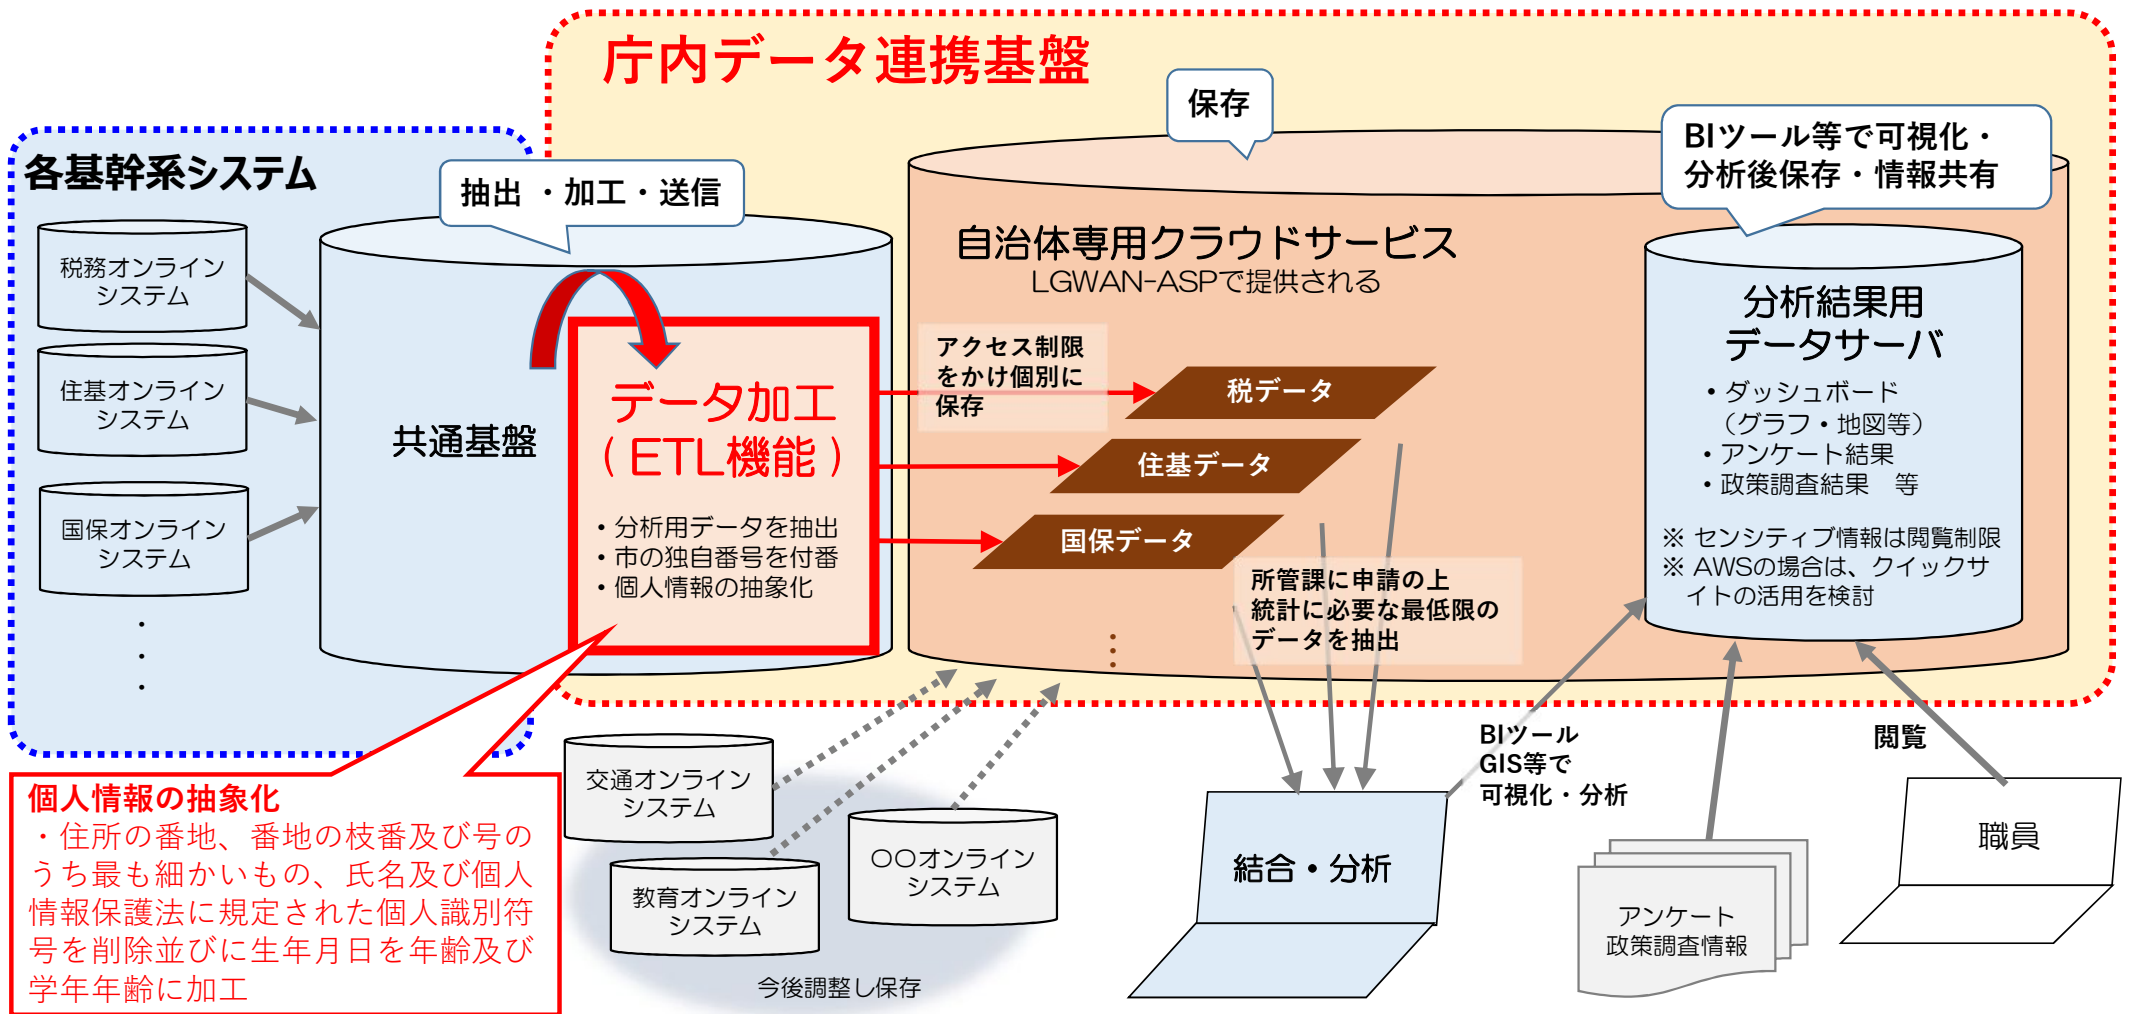 庁内データ連携基盤
保存
BIツール等で可視化・
分析後保存・情報共有
各基幹系システム
抽出 ・加工・送信
税務オンライン
システム
住基オンライン
システム
国保オンライン
システム
・
・
・
共通基盤
データ加工
（ETL機能）
・分析用データを抽出
・市の独自番号を付番
・個人情報の抽象化
自治体専用クラウドサービス
LGWAN-ASPで提供される
アクセス制限
をかけ個別に
保存
税データ
住基データ
国保データ
⋮
所管課に申請の上
統計に必要な最低限の
データを抽出
分析結果用
データサーバ
・ダッシュボード
（グラフ・地図等）
・アンケート結果
・政策調査結果　等
※ センシティブ情報は閲覧制限
※ AWSの場合は、クイックサ
イトの活用を検討
個人情報の抽象化
・住所の番地、番地の枝番及び号の
うち最も細かいもの、氏名及び個人
情報保護法に規定された個人識別符
号を削除並びに生年月日を年齢及び
学年年齢に加工
交通オンライン
システム
教育オンライン
システム
〇〇オンライン
システム
今後調整し保存
結合・分析
BIツール
GIS等で
可視化・分析
アンケート
政策調査情報
閲覧
職員